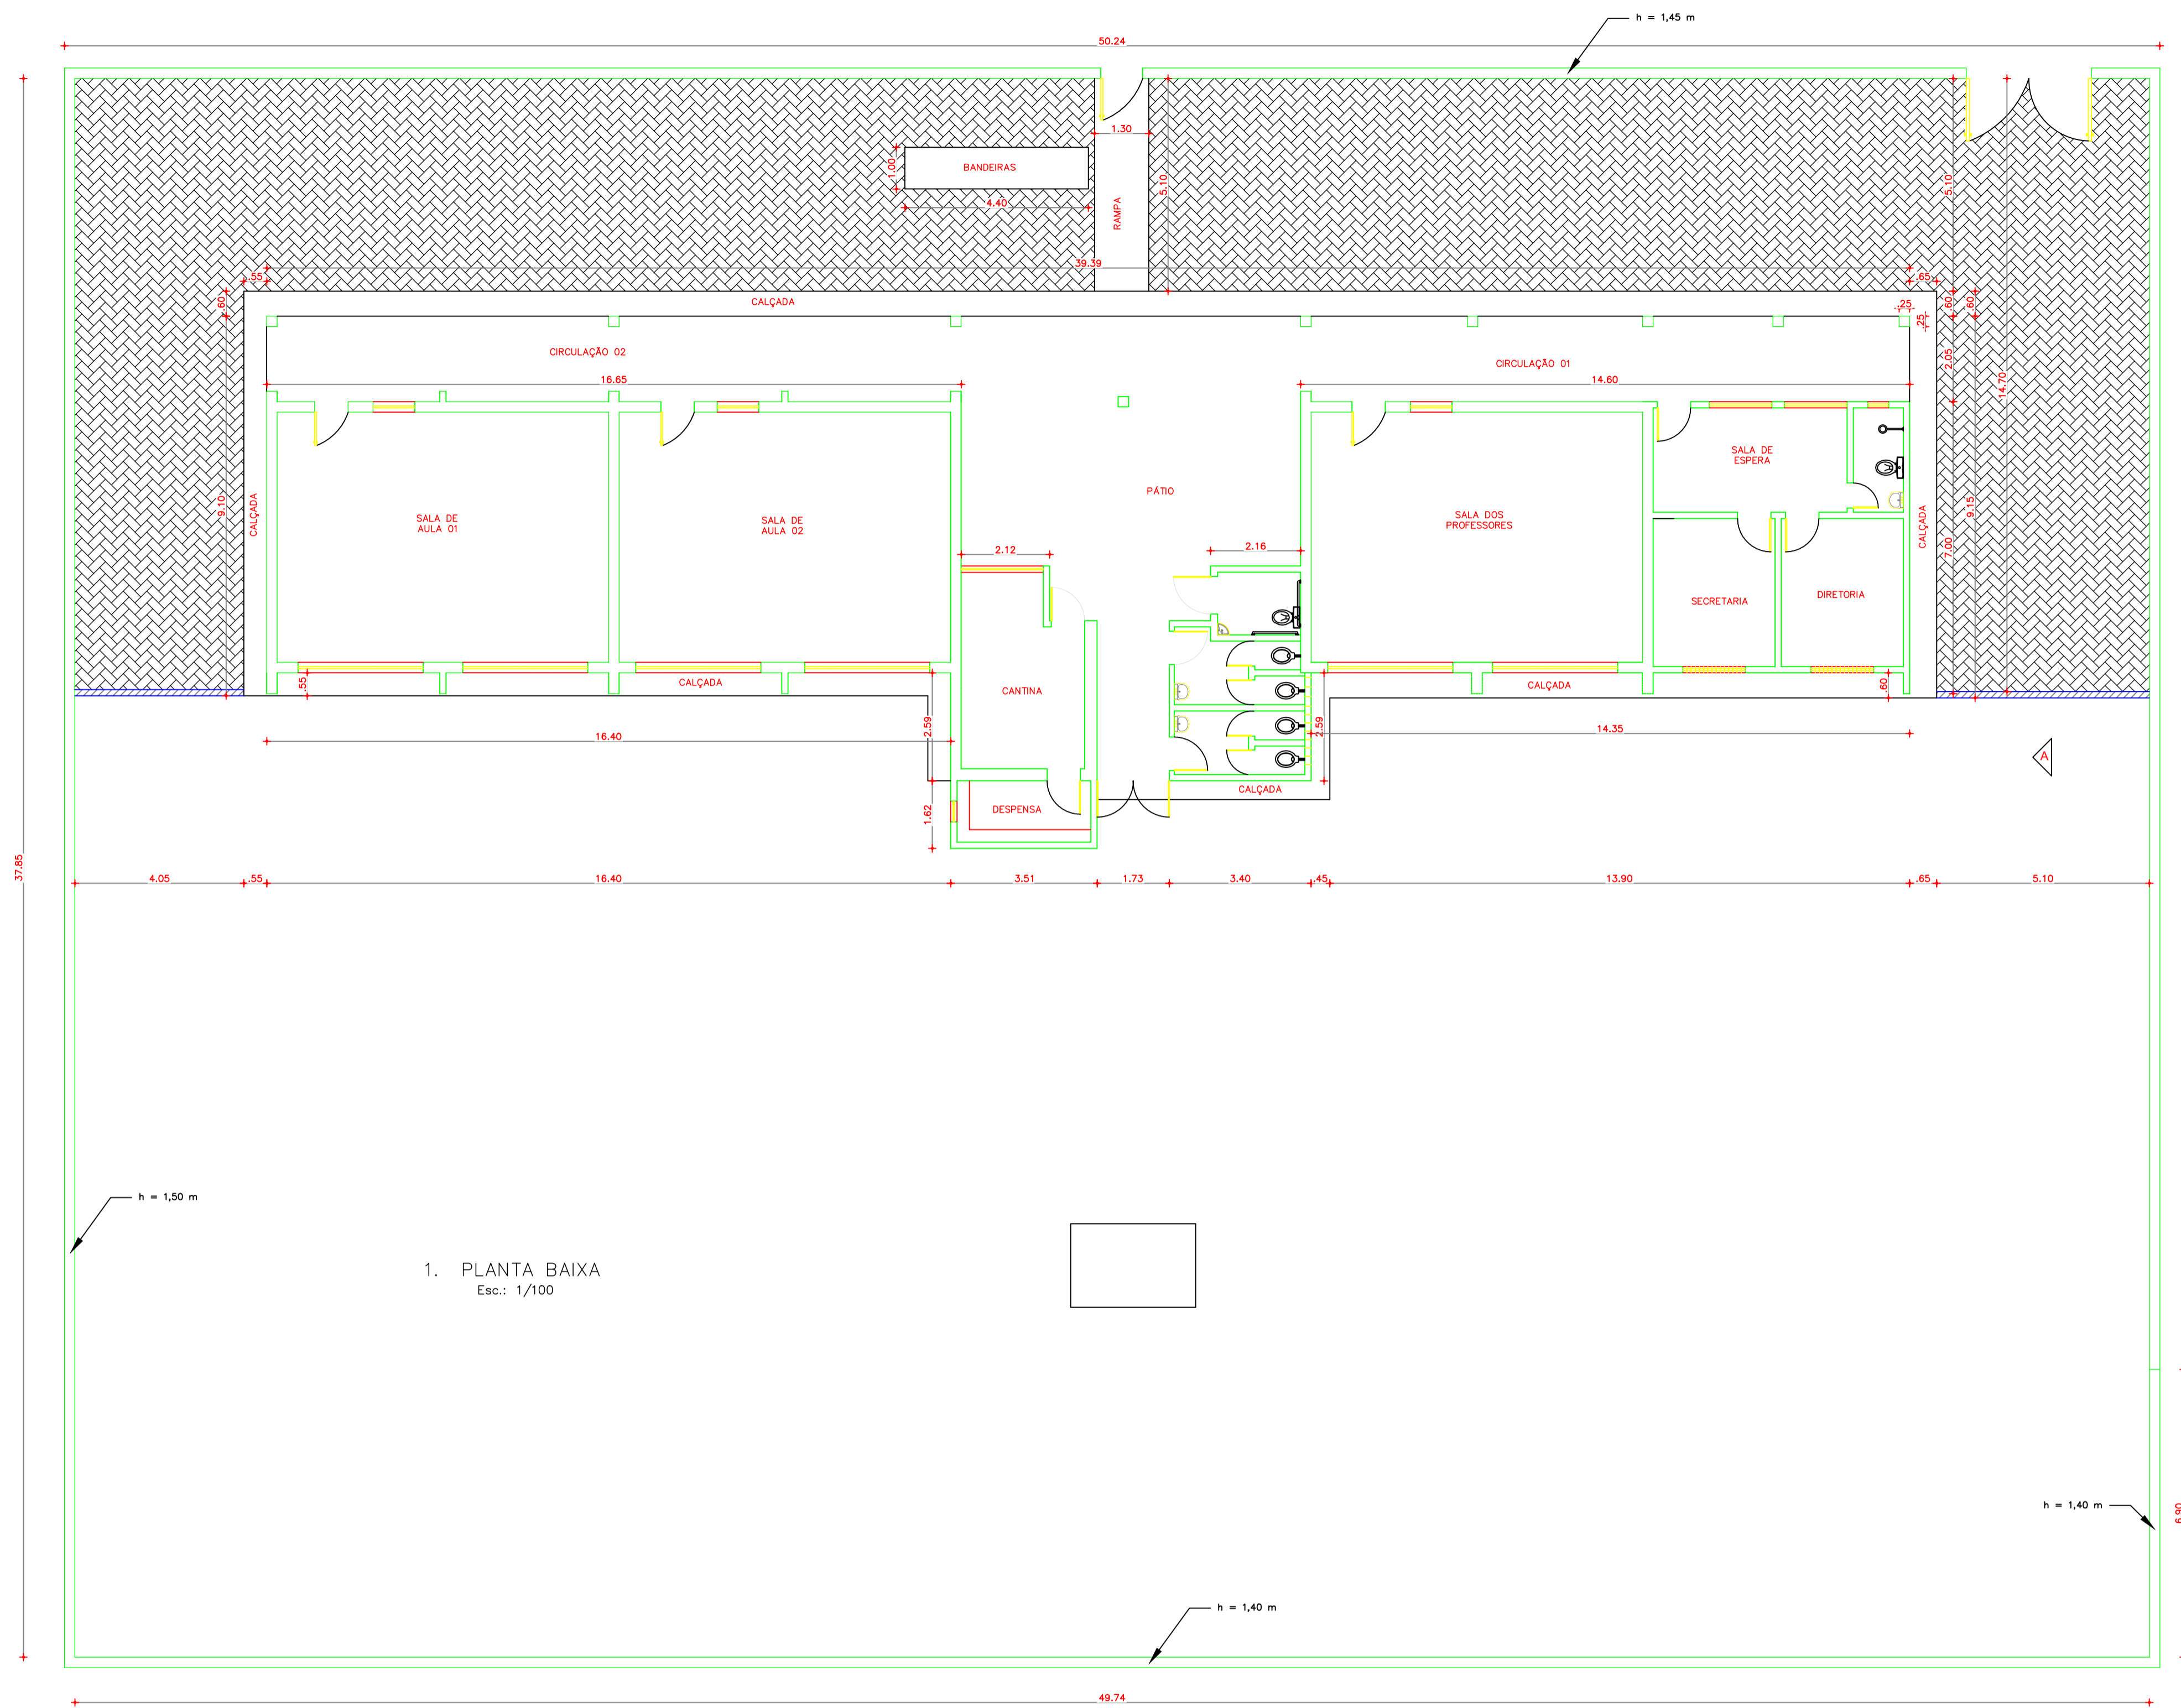 h = 1,45 m
50.24
1.30
1.00
BANDEIRAS
4.40
5.10
RAMPA
5.10
14.70
39.39
.55
.65
.60
CALÇADA
.60
.60
.25
.25
CIRCULAÇÃO 02
CIRCULAÇÃO 01
2.05
16.65
14.60
SALA DE
ESPERA
PÁTIO
9.10
CALÇADA
SALA DE
AULA 01
SALA DE
AULA 02
SALA DOS
PROFESSORES
CALÇADA
9.15
7.00
2.12
2.16
SECRETARIA
DIRETORIA
.55
CALÇADA
CANTINA
CALÇADA
.60
2.59
2.59
16.40
14.35
A
CALÇADA
DESPENSA
1.62
37.85
4.05
.55
16.40
3.51
1.73
3.40
.45
13.90
.65
5.10
h = 1,50 m
1. PLANTA BAIXA
Esc.: 1/100
h = 1,40 m
6.90
h = 1,40 m
49.74